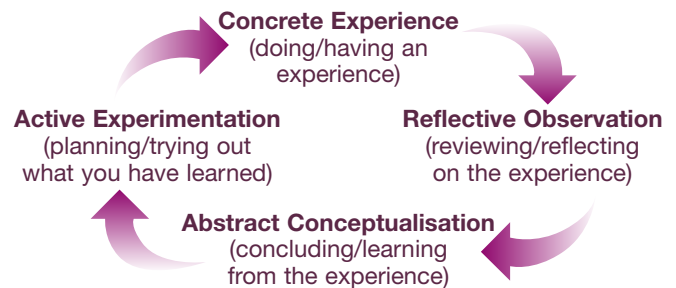 Concrete Experience
(doing/having an
experience)
Reflective Observation
(reviewing/reflecting
on the experience)
Abstract Conceptualisation
(concluding/learning
from the experience)
Active Experimentation
(planning/trying out
what you have learned)